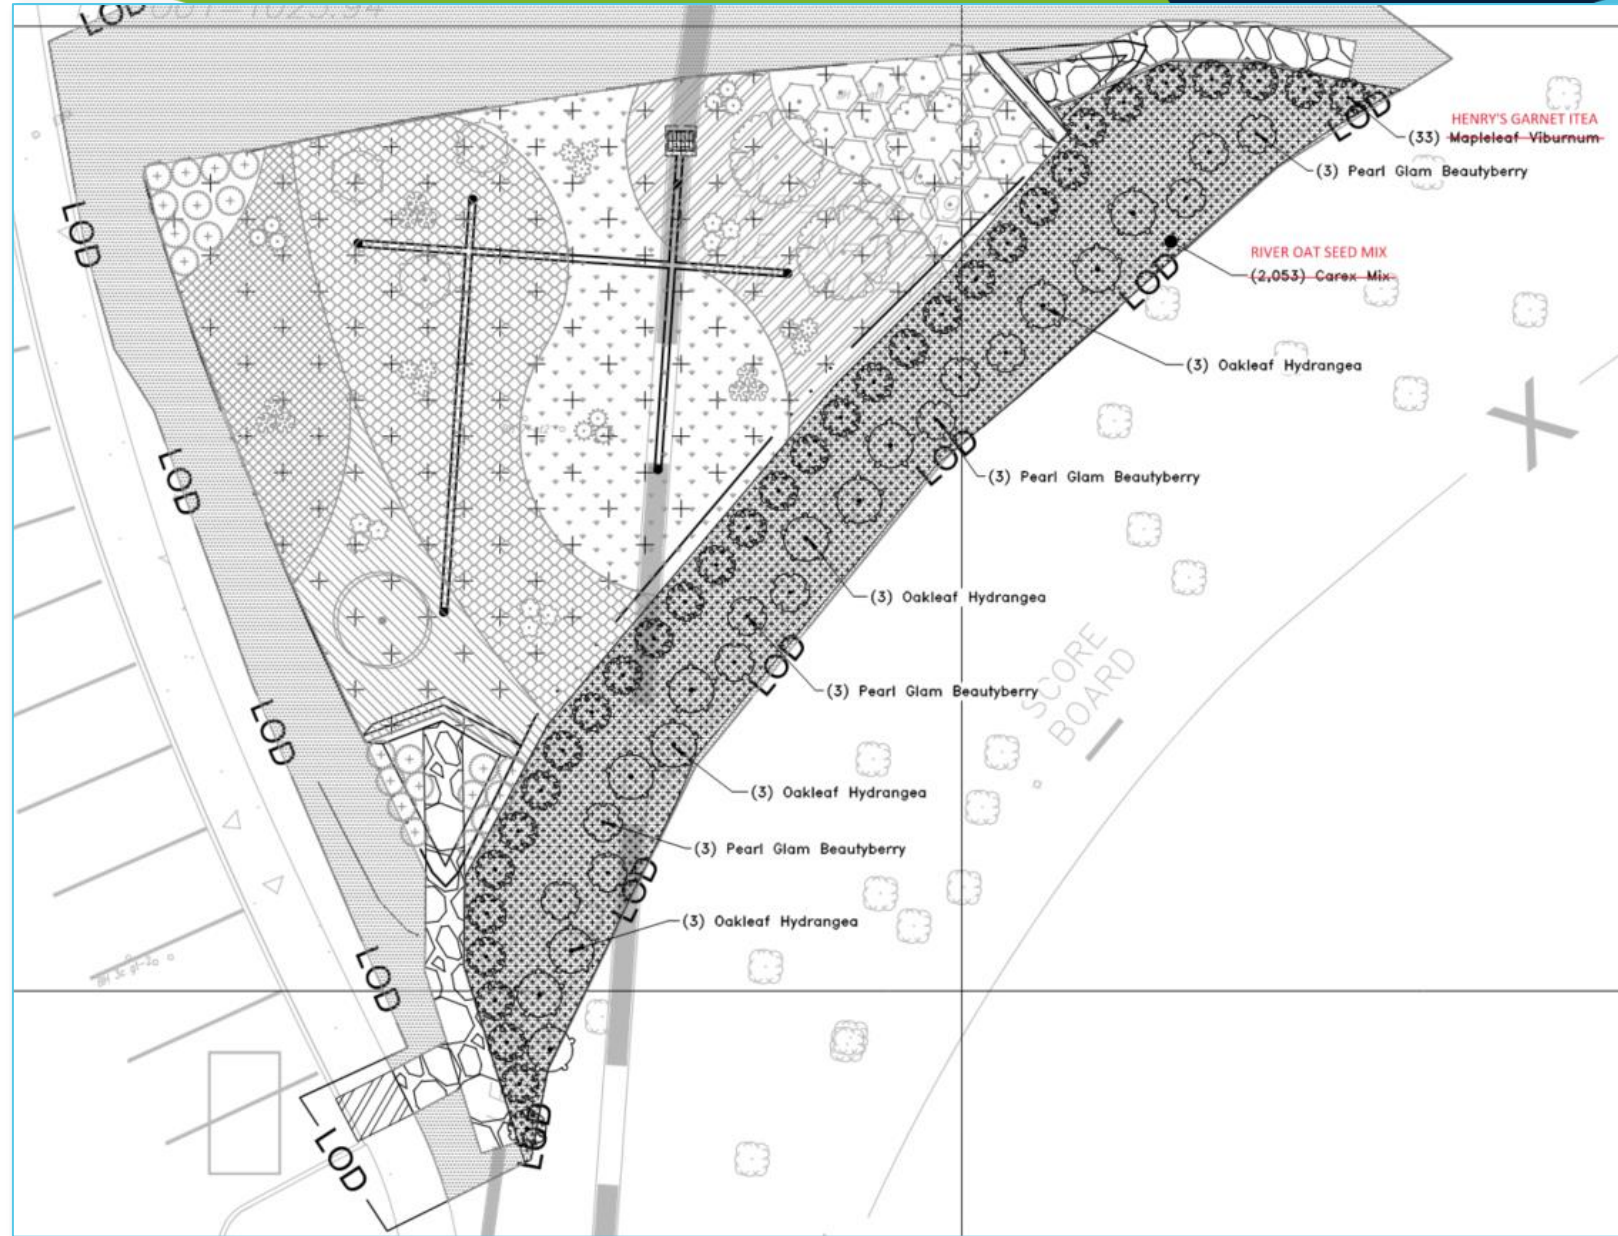 LOD
1025.94
HENRY'S GARNET ITEA
(33) Mapleleaf Viburnum
LOD
(3) Pearl Glam Beautyberry
LOD
RIVER OAT SEED MIX
(2,053) Carex Mix
LOD
(3) Oakleaf Hydrangea
LOD
LOD
(3) Pearl Glam Beautyberry
(3) Oakleaf Hydrangea
SCORE
BOARD
LOD
(3) Pearl Glam Beautyberry
LOD
(3) Oakleaf Hydrangea
(3) Pearl Glam Beautyberry
LOD
(3) Oakleaf Hydrangea
LOD
LOD
LOD